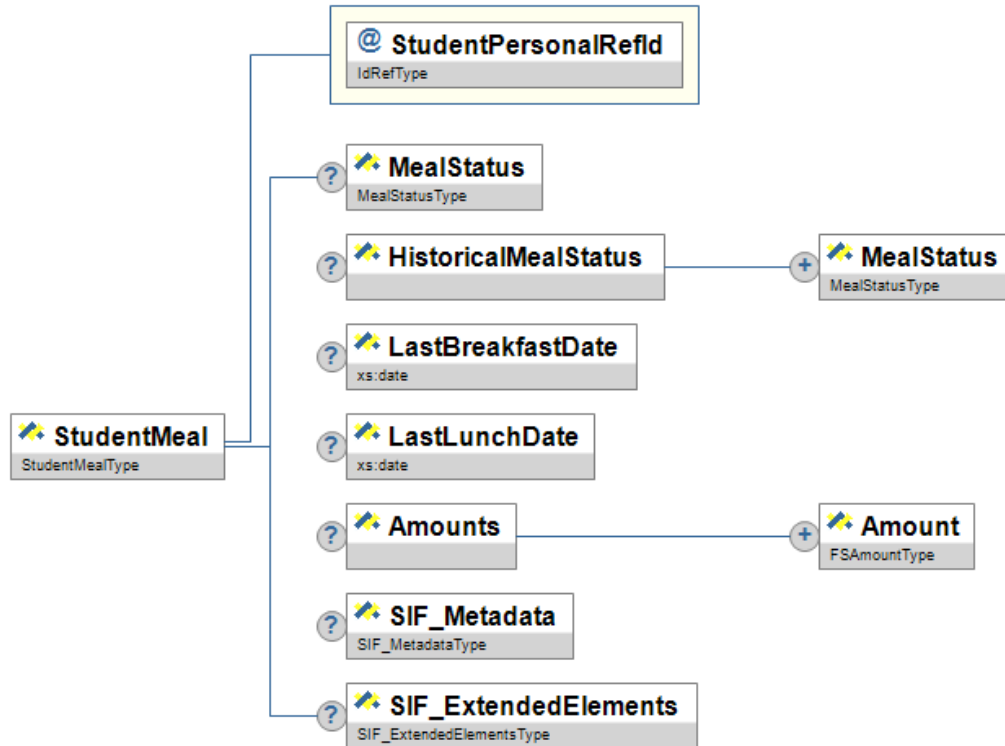 @ StudentPersonalRefId
IdRefType
? MealStatus
MealStatusType
? HistoricalMealStatus
+ MealStatus
MealStatusType
? LastBreakfastDate
xs:date
StudentMeal
StudentMealType
? LastLunchDate
xs:date
? Amounts
+ Amount
FSAmountType
? SIF_Metadata
SIF_MetadataType
? SIF_ExtendedElements
SIF_ExtendedElementsType